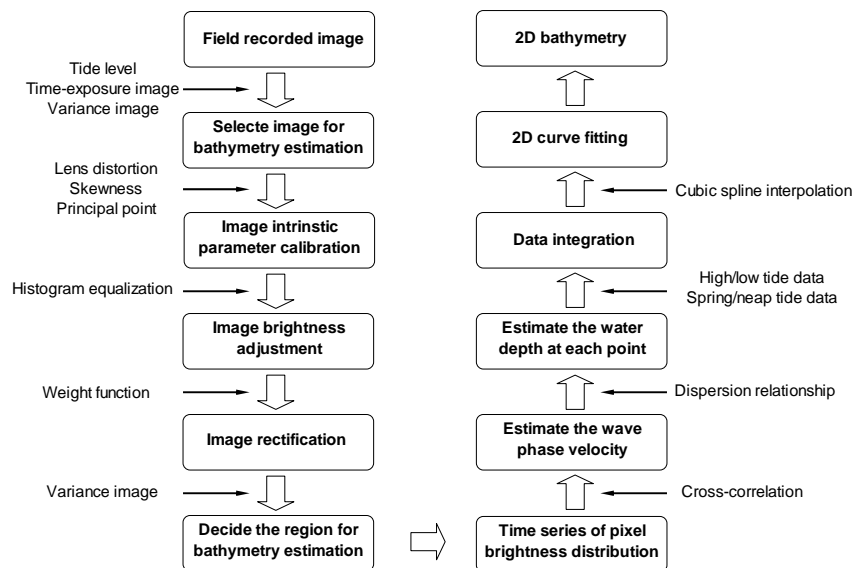 Field recorded image
Tide level
Time-exposure image
Variance image
Selecte image for
bathymetry estimation
Lens distortion
Skewness
Principal point
Image intrinstic
parameter calibration
Histogram equalization
Image brightness
adjustment
Weight function
Image rectification
Variance image
Decide the region for
bathymetry estimation
Time series of pixel
brightness distribution
Cross-correlation
Estimate the wave
phase velocity
Dispersion relationship
Estimate the water
depth at each point
High/low tide data
Spring/neap tide data
Data integration
Cubic spline interpolation
2D curve fitting
2D bathymetry